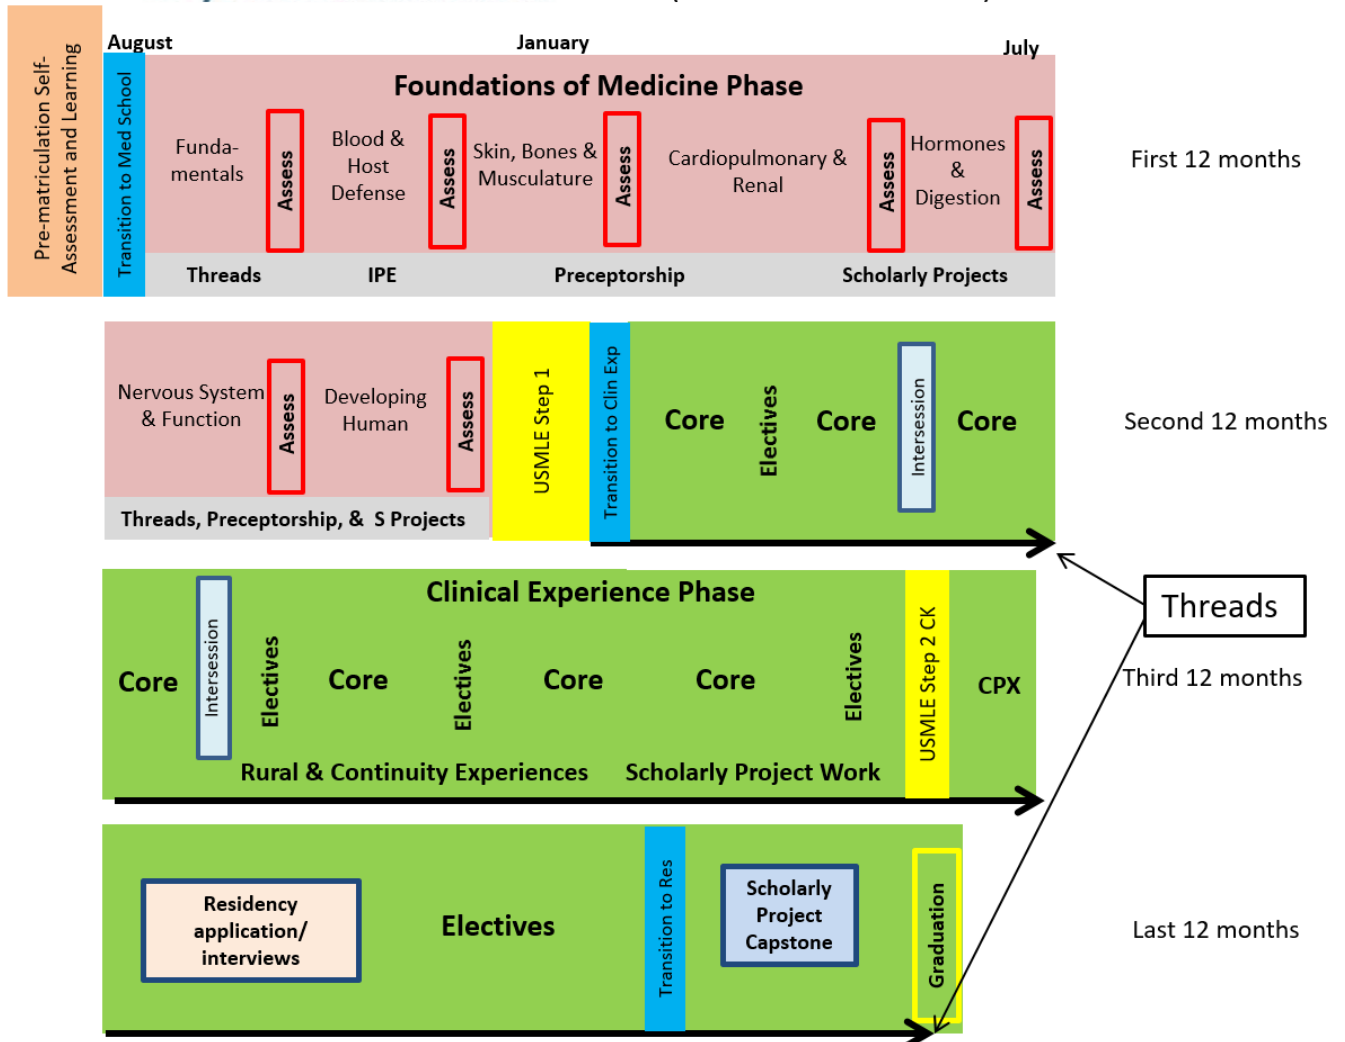 August
January
July
Pre-matriculation Self-
Assessment and Learning
Transition to Med School
Foundations of Medicine Phase
Funda-
mentals
Assess
Blood &
Host
Defense
Assess
Skin, Bones &
Musculature
Assess
Cardiopulmonary &
Renal
Assess
Hormones
&
Digestion
Assess
First 12 months
Threads
IPE
Preceptorship
Scholarly Projects
Nervous System
& Function
Assess
Developing
Human
Assess
USMLE Step 1
Transition to Clin Exp
Core
Electives
Core
Intersession
Core
Second 12 months
Threads, Preceptorship, & S Projects
Clinical Experience Phase
Threads
Core
Intersession
Electives
Core
Electives
Core
Core
Electives
USMLE Step 2 CK
CPX
Third 12 months
Rural & Continuity Experiences
Scholarly Project Work
Residency
application/
interviews
Electives
Transition to Res
Scholarly
Project
Capstone
Graduation
Last 12 months